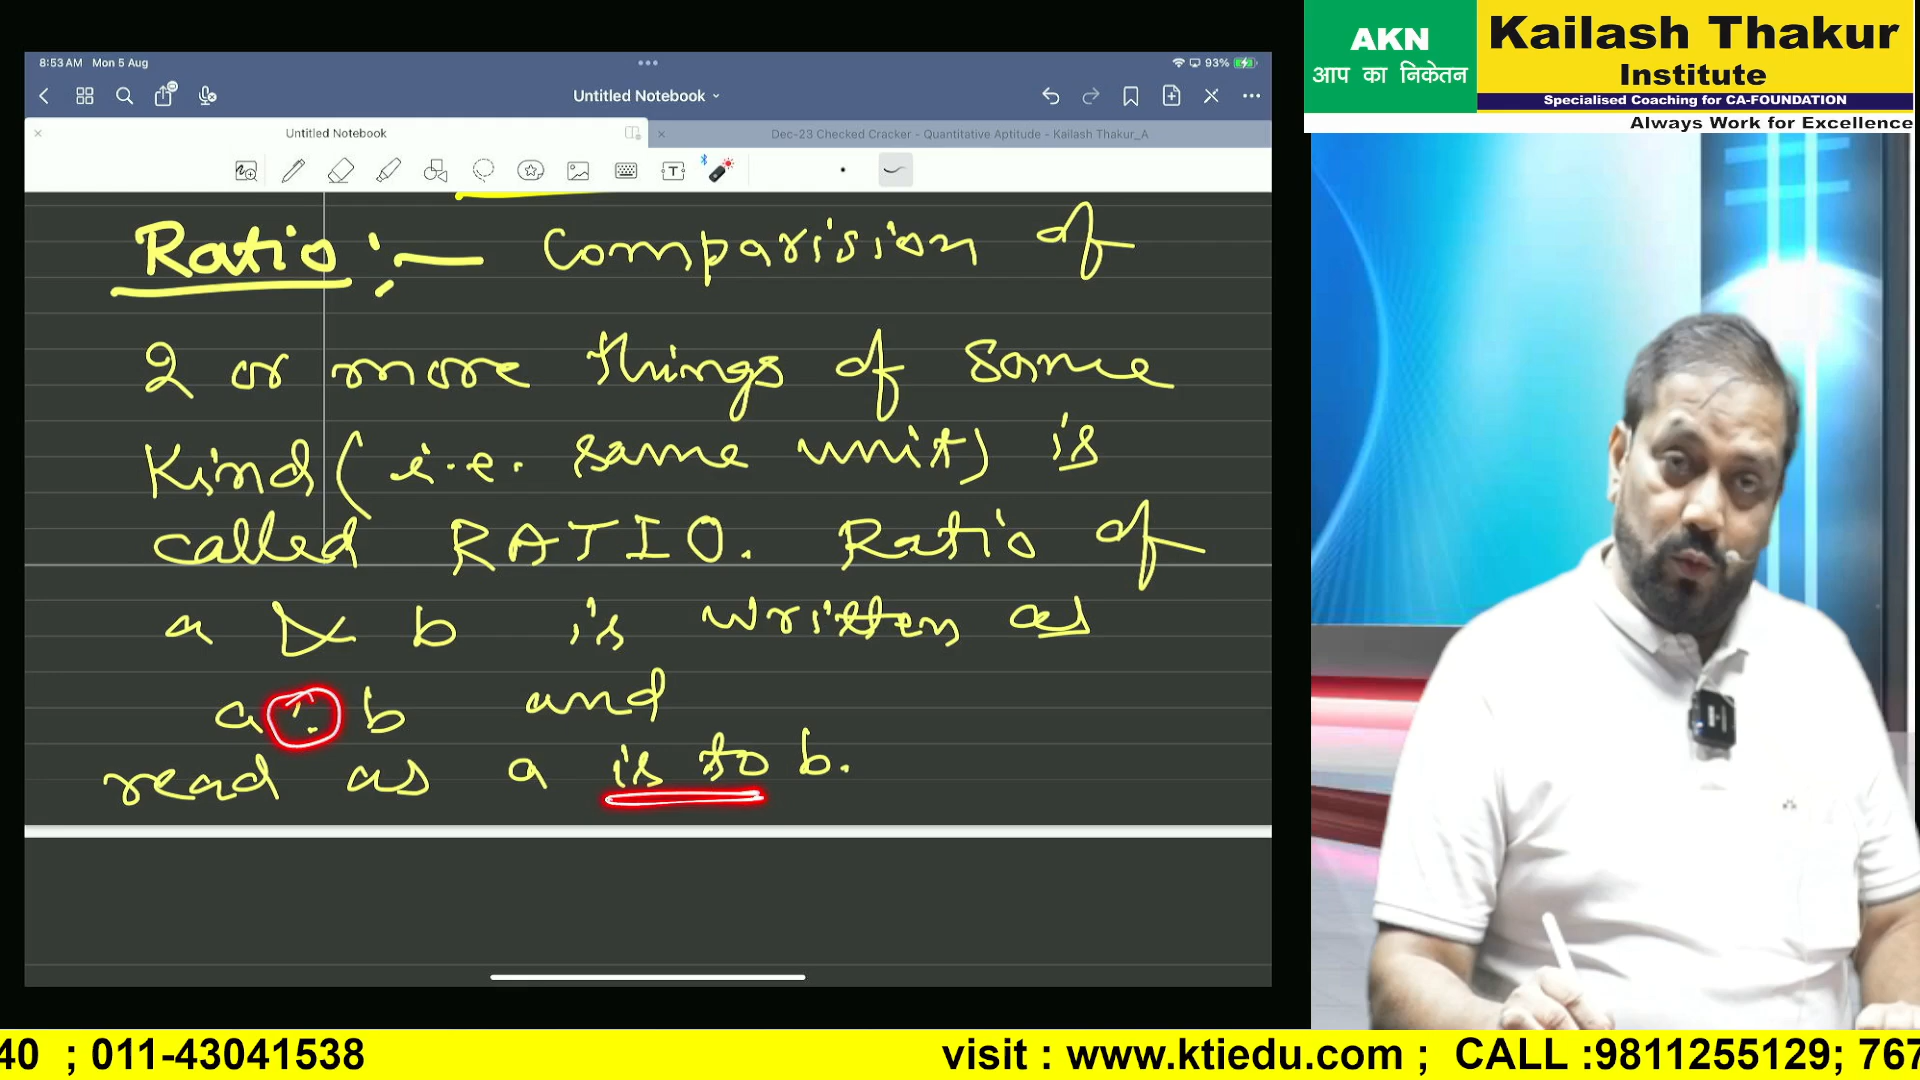 AKN
आप का निकेतन
Kailash Thakur
Institute
Specialised Coaching for CA-FOUNDATION
Always Work for Excellence
8:53 AM Mon 5 Aug
93%
Untitled Notebook
Untitled Notebook
Dec-23 Checked Cracker - Quantitative Aptitude - Kailash Thakur_A
Ratio :— Comparision of
2 or more things of same
Kind (i.e. same unit) is
called RATIO. Ratio of
a & b is written as
a : b and
read as a is to b.
40 ; 011-43041538 visit : www.ktiedu.com ; CALL :9811255129; 767